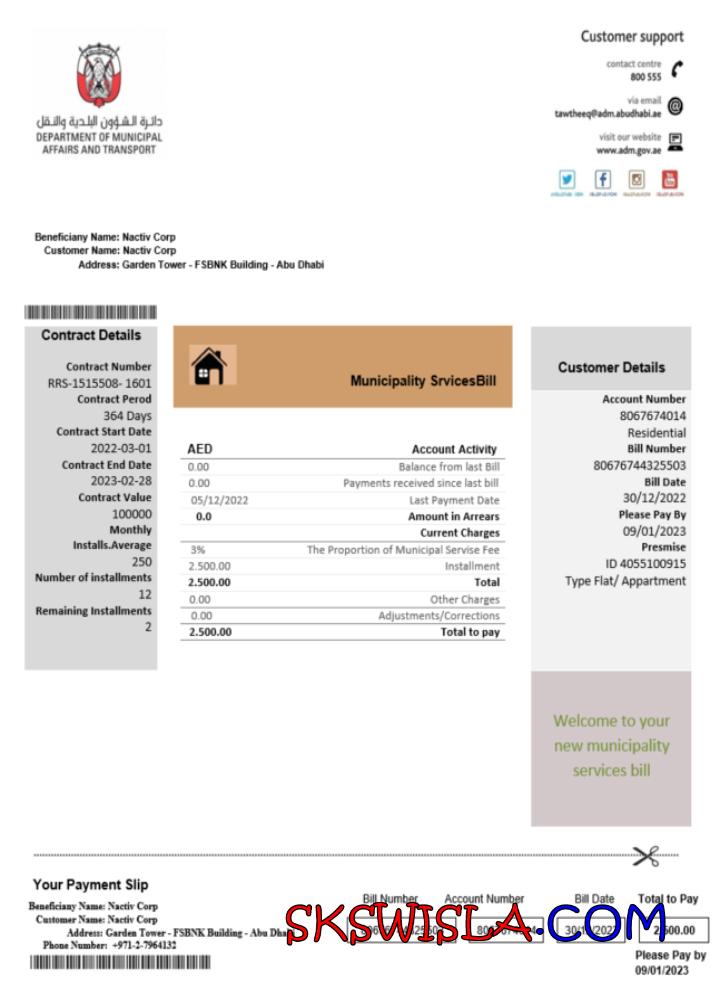 Customer support
contact centre
800 555
via email
tawtheeq@adm.abudhabi.ae
visit our website
www.adm.gov.ae
دائرة الشؤون البلدية والنقل
DEPARTMENT OF MUNICIPAL
AFFAIRS AND TRANSPORT
Beneficiany Name: Nactiv Corp
Customer Name: Nactiv Corp
Address: Garden Tower - FSBNK Building - Abu Dhabi
Contract Details
Contract Number
RRS-1515508- 1601
Contract Perod
364 Days
Contract Start Date
2022-03-01
Contract End Date
2023-02-28
Contract Value
100000
Monthly
Installs.Average
250
Number of installments
12
Remaining Installments
2
Municipality SrvicesBill
AED Account Activity
0.00 Balance from last Bill
0.00 Payments received since last bill
05/12/2022 Last Payment Date
0.0 Amount in Arrears
Current Charges
3% The Proportion of Municipal Servise Fee
2.500.00 Installment
2.500.00 Total
0.00 Other Charges
0.00 Adjustments/Corrections
2.500.00 Total to pay
Customer Details
Account Number
8067674014
Residential
Bill Number
80676744325503
Bill Date
30/12/2022
Please Pay By
09/01/2023
Presmise
ID 4055100915
Type Flat/ Appartment
Welcome to your
new municipality
services bill
Your Payment Slip
Beneficiany Name: Nactiv Corp
Customer Name: Nactiv Corp
Address: Garden Tower - FSBNK Building - Abu Dha
Phone Number: +971-2-7964132
Bill Number Account Number Bill Date Total to Pay
2,500.00
SKSWISLA.COM
Please Pay by
09/01/2023